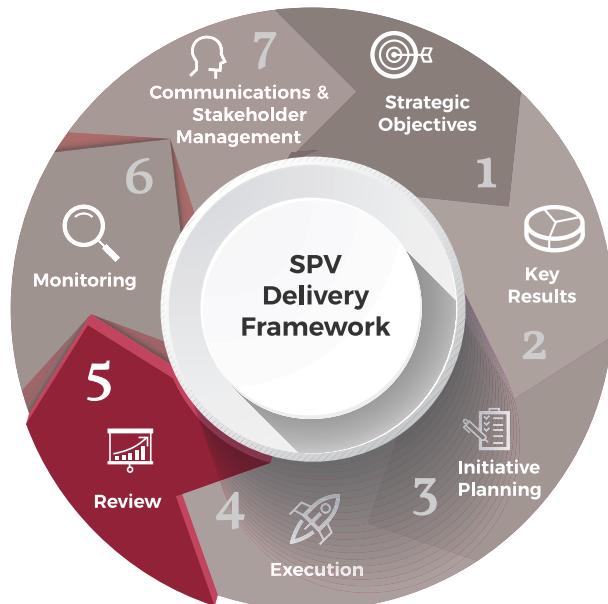 SPV
Delivery
Framework
Strategic
Objectives
1
Key
Results
2
Initiative
Planning
3
Execution
4
Review
5
Monitoring
6
Communications &
Stakeholder
Management
7